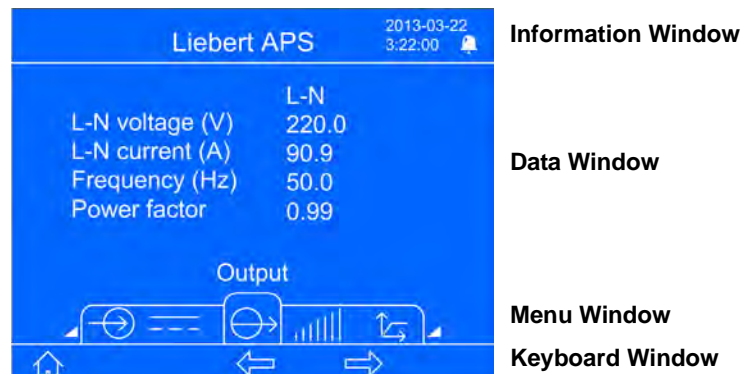 Liebert APS
2013-03-22
3:22:00
Information Window
L-N
L-N voltage (V) 220.0
L-N current (A) 90.9
Frequency (Hz) 50.0
Power factor 0.99
Data Window
Output
Menu Window
Keyboard Window